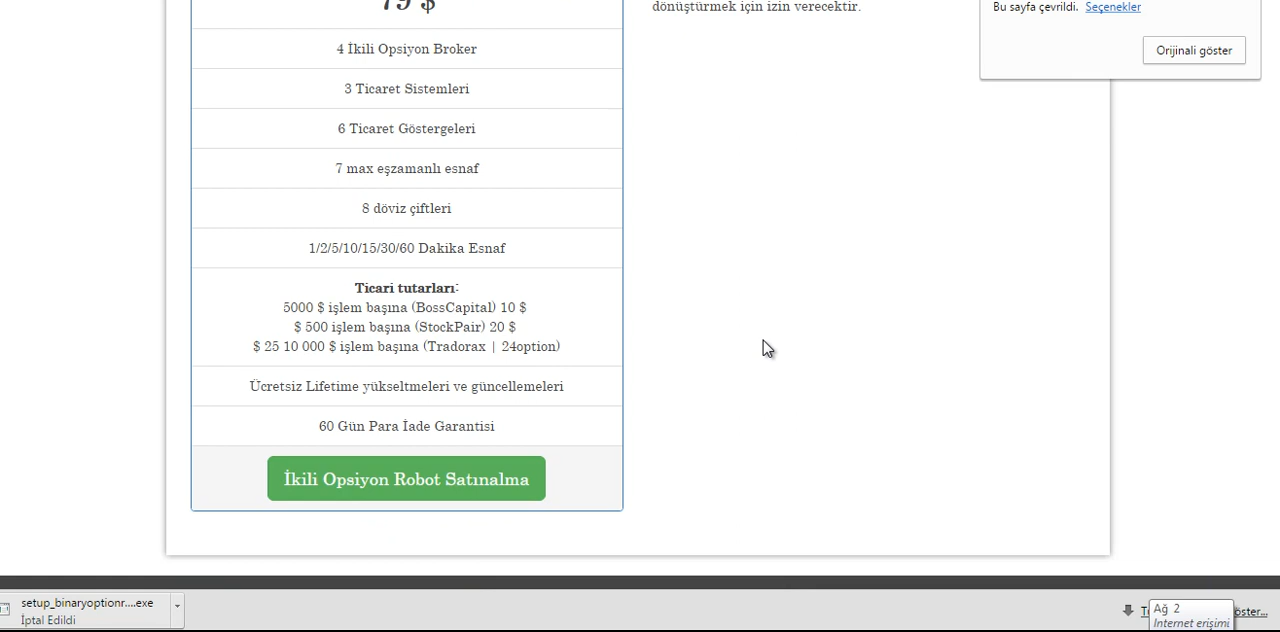 79 $
dönüştürmek için izin verecektir.
Bu sayfa çevrildi. Seçenekler
Orijinali göster
4 İkili Opsiyon Broker
3 Ticaret Sistemleri
6 Ticaret Göstergeleri
7 max eşzamanlı esnaf
8 döviz çiftleri
1/2/5/10/15/30/60 Dakika Esnaf
Ticari tutarları:
5000 $ işlem başına (BossCapital) 10 $
$ 500 işlem başına (StockPair) 20 $
$ 25 10 000 $ işlem başına (Tradorax | 24option)
Ücretsiz Lifetime yükseltmeleri ve güncellemeleri
60 Gün Para İade Garantisi
İkili Opsiyon Robot Satınalma
setup_binaryoptionr....exe
İptal Edildi
Ağ 2
İnternet erişimi